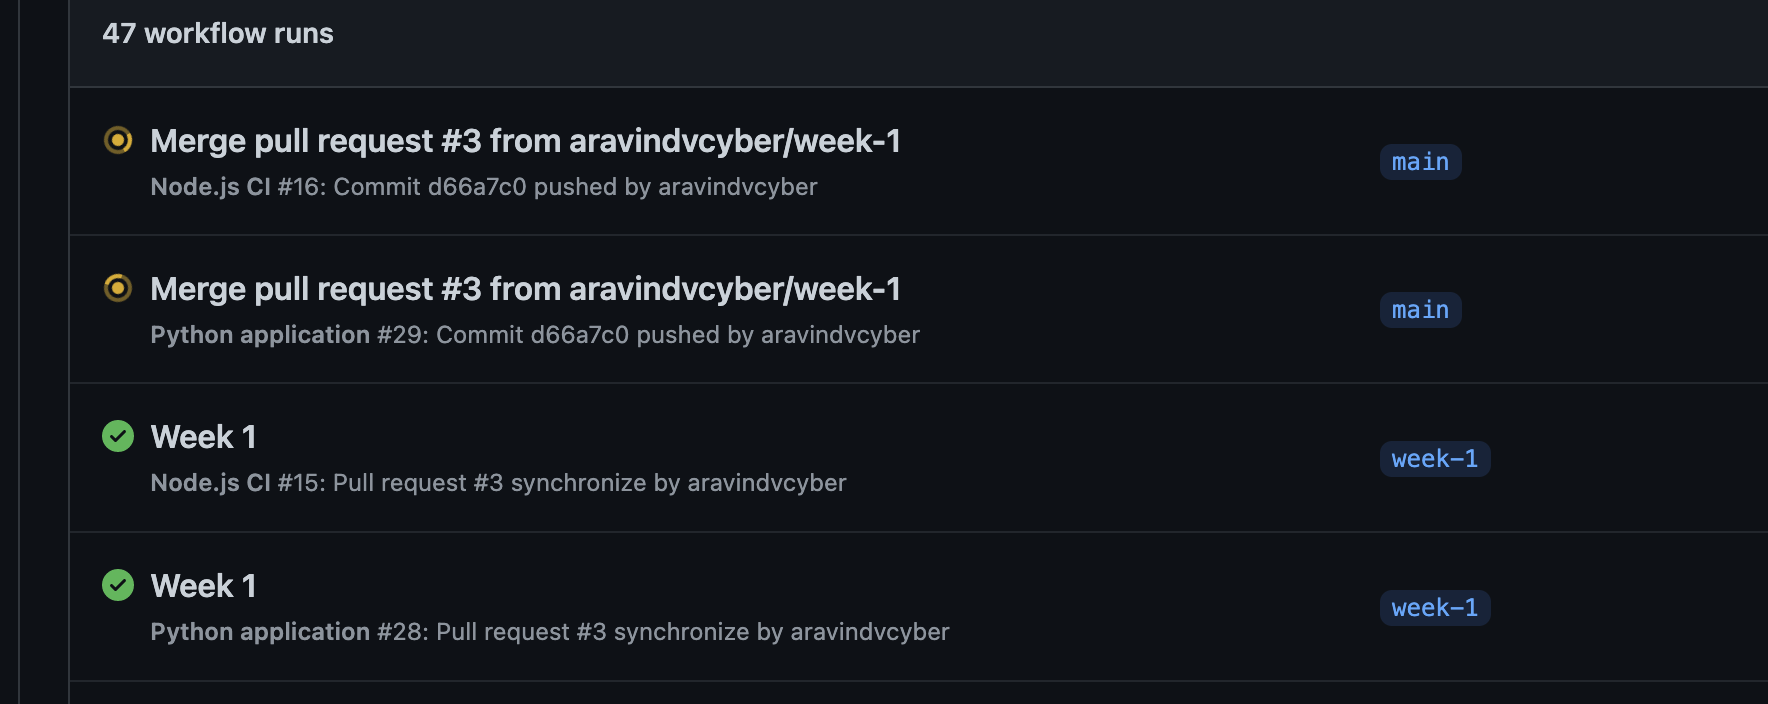 47 workflow runs
Merge pull request #3 from aravindvcyber/week-1
main
Node.js CI #16: Commit d66a7c0 pushed by aravindvcyber
Merge pull request #3 from aravindvcyber/week-1
main
Python application #29: Commit d66a7c0 pushed by aravindvcyber
Week 1
week-1
Node.js CI #15: Pull request #3 synchronize by aravindvcyber
Week 1
week-1
Python application #28: Pull request #3 synchronize by aravindvcyber